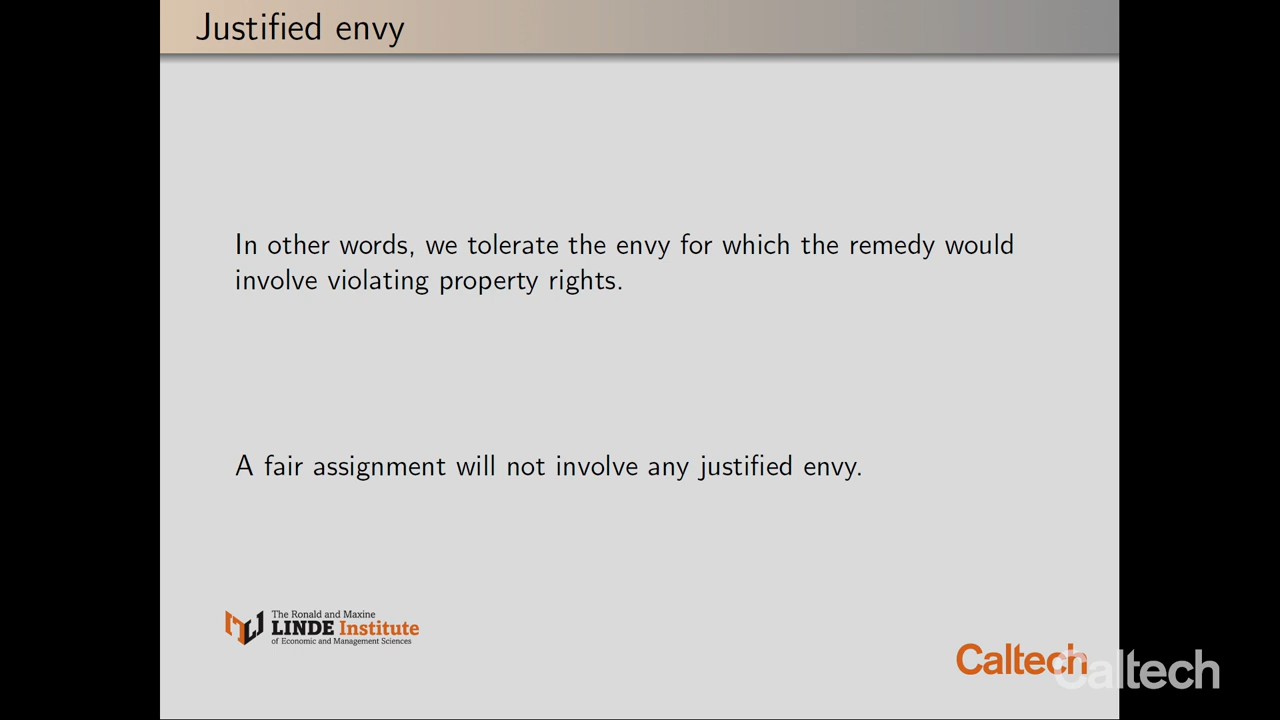 Justified envy
In other words, we tolerate the envy for which the remedy would
involve violating property rights.
A fair assignment will not involve any justified envy.
The Ronald and Maxine
LINDE Institute
of Economic and Management Sciences
Caltech
Caltech